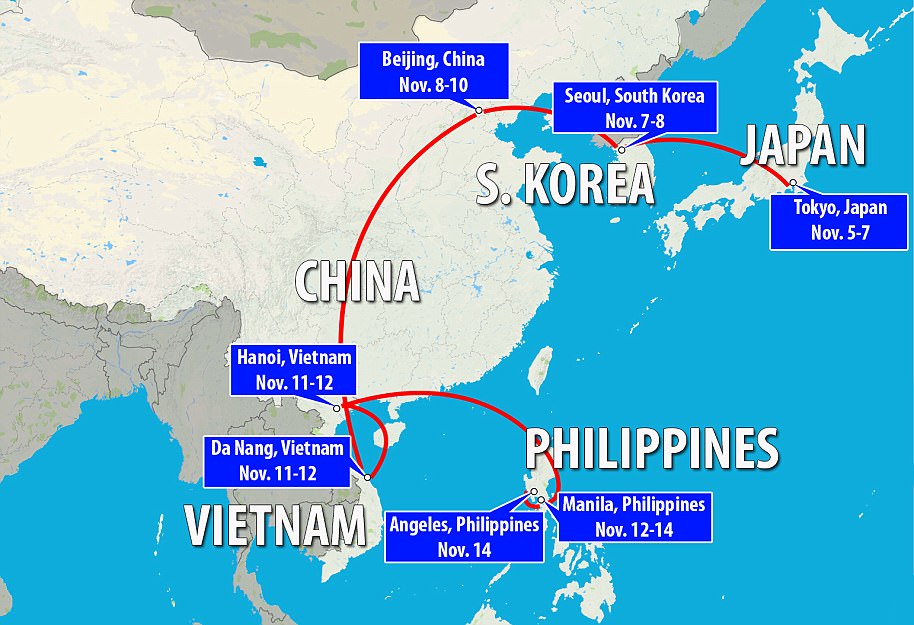 Beijing, China
Nov. 8-10
Seoul, South Korea
Nov. 7-8
JAPAN
S. KOREA
Tokyo, Japan
Nov. 5-7
CHINA
Hanoi, Vietnam
Nov. 11-12
Da Nang, Vietnam
Nov. 11-12
PHILIPPINES
VIETNAM
Angeles, Philippines
Nov. 14
Manila, Philippines
Nov. 12-14